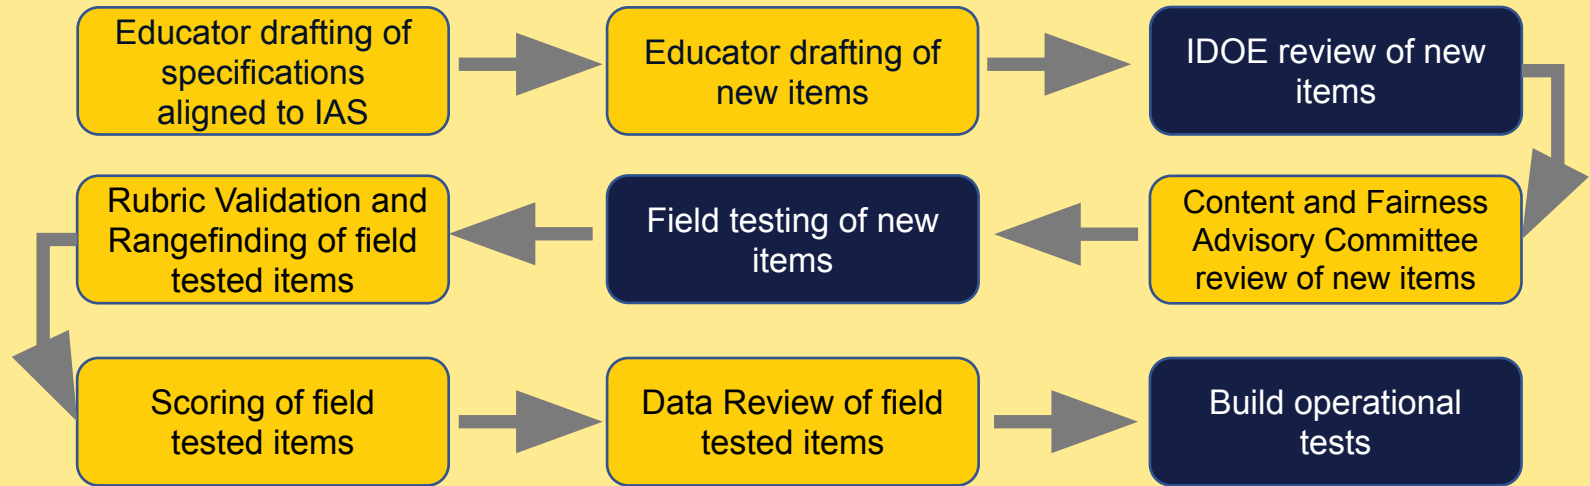 Educator drafting of
specifications
aligned to IAS
Educator drafting of
new items
IDOE review of new
items
Content and Fairness
Advisory Committee
review of new items
Field testing of new
items
Rubric Validation and
Rangefinding of field
tested items
Scoring of field
tested items
Data Review of field
tested items
Build operational
tests